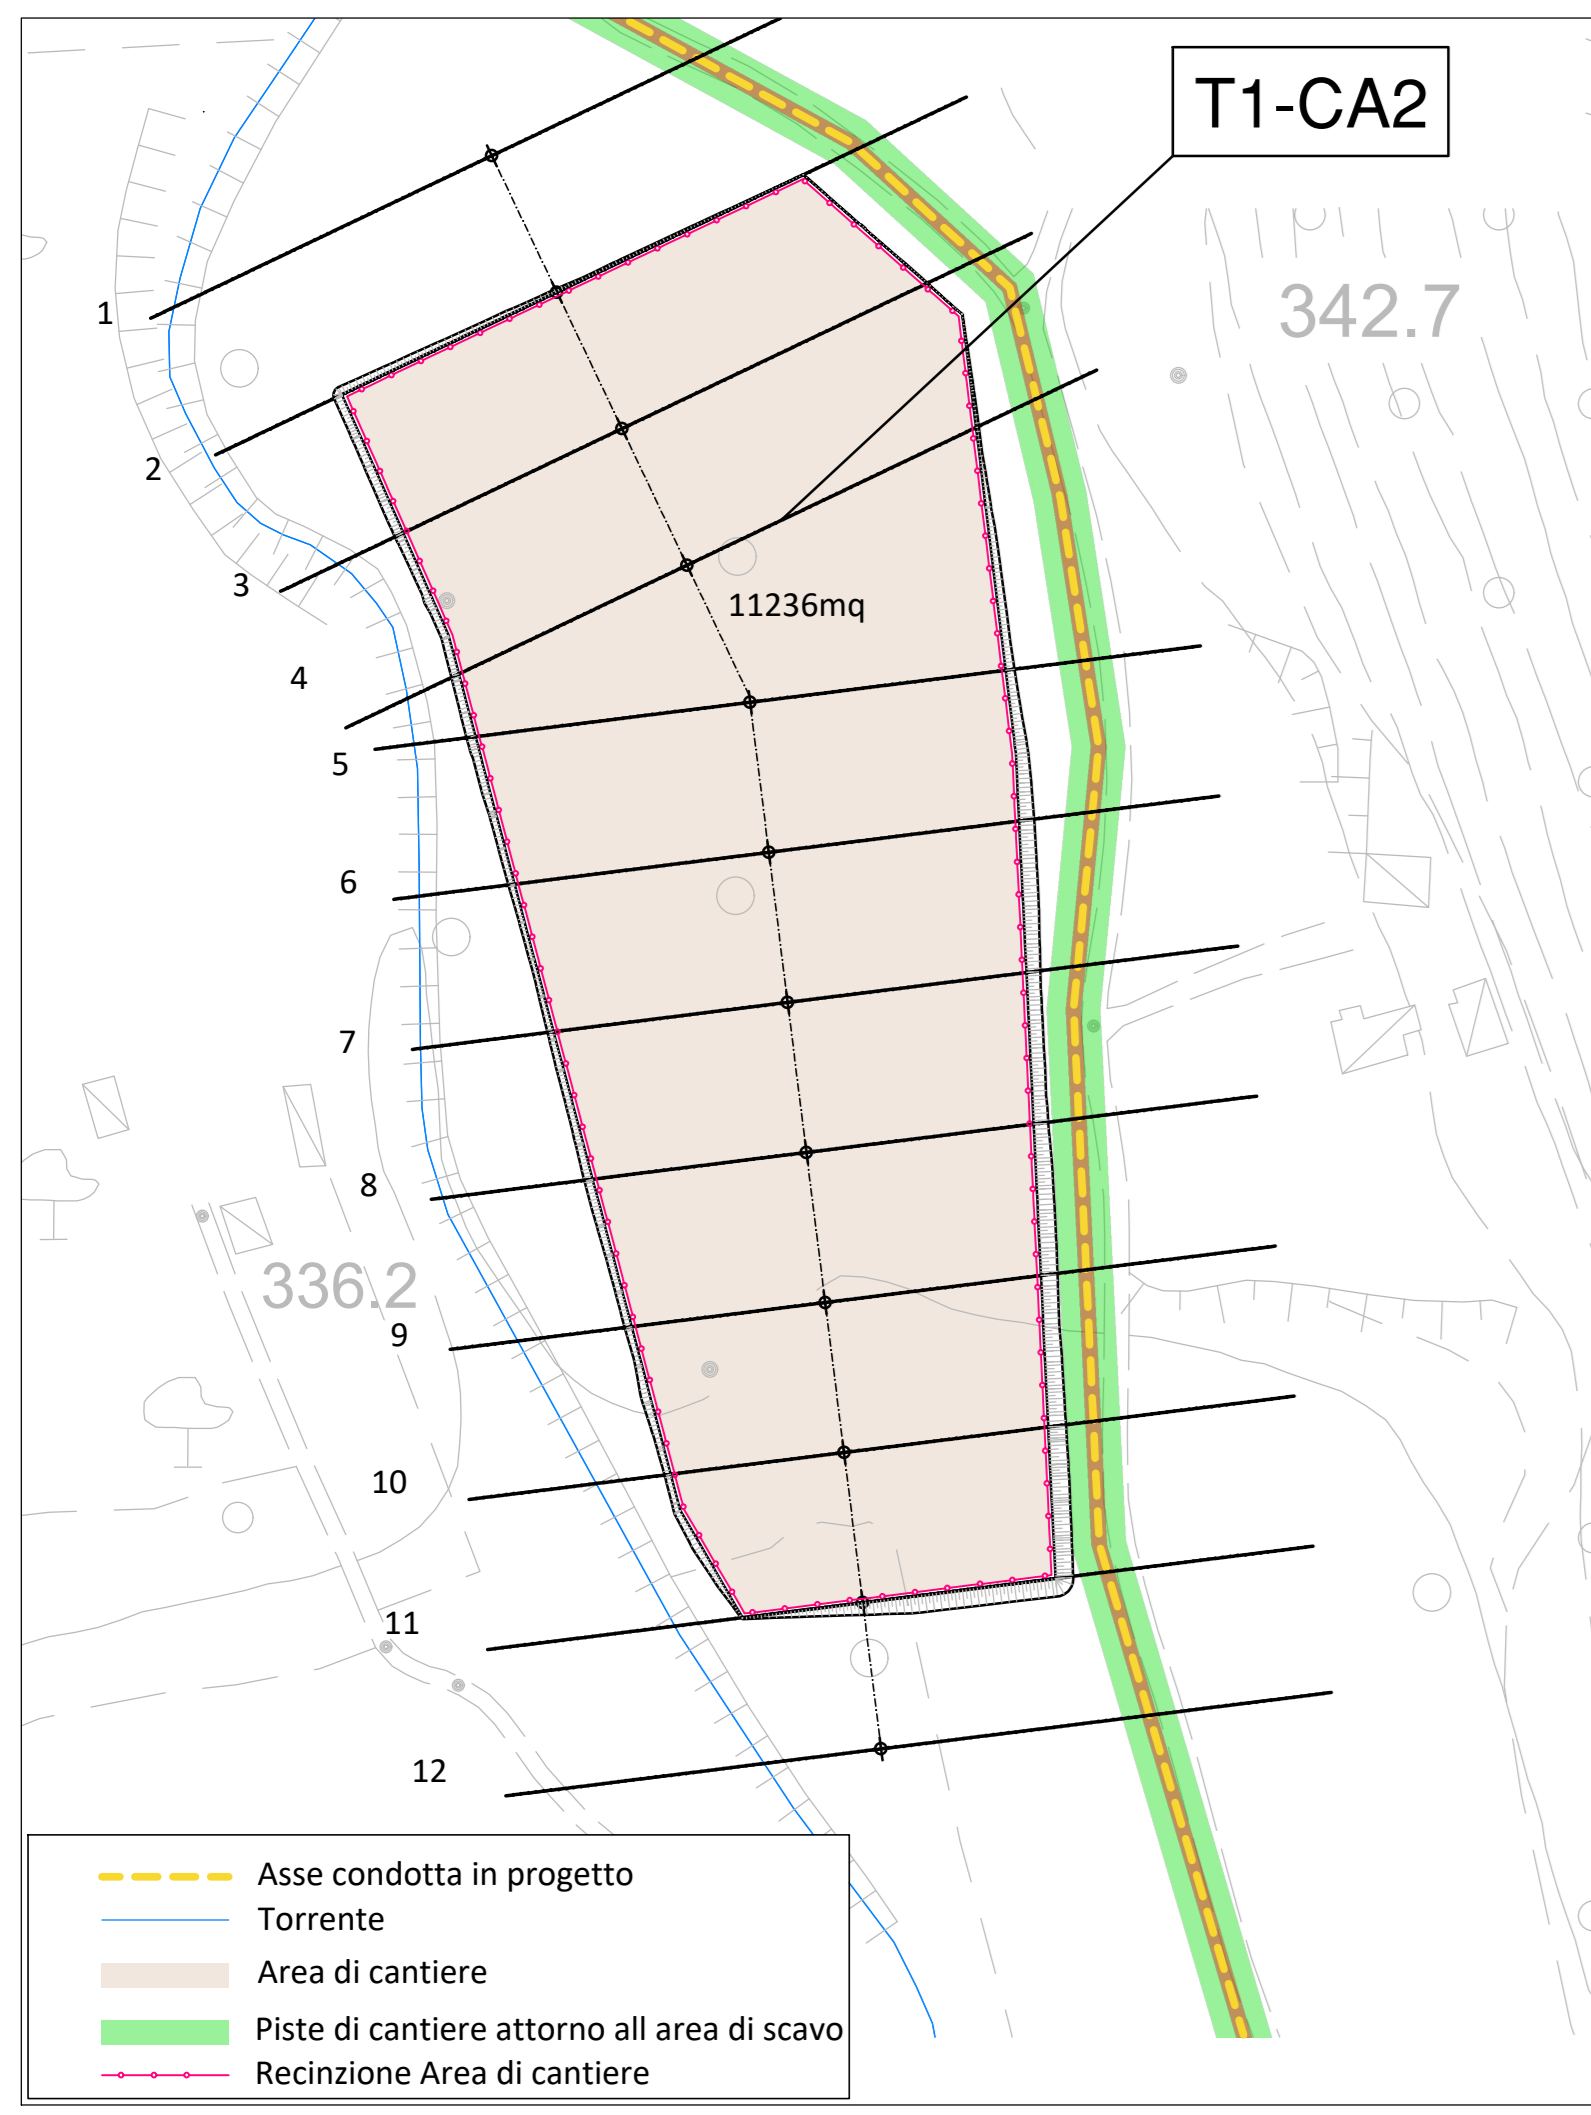 T1-CA2
342.7
1
2
3
11236mq
4
5
6
7
8
336.2
9
10
11
12
Asse condotta in progetto
Torrente
Area di cantiere
Piste di cantiere attorno all area di scavo
Recinzione Area di cantiere